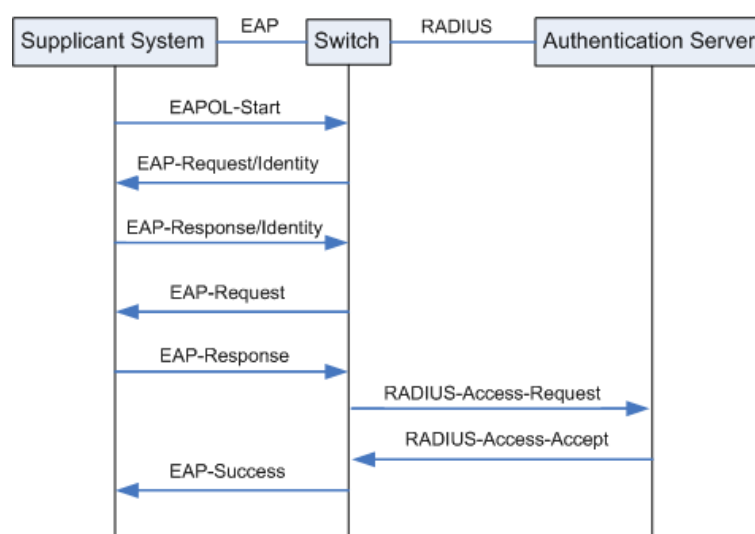 Supplicant System
EAP
Switch
RADIUS
Authentication Server
EAPOL-Start
EAP-Request/Identity
EAP-Response/Identity
EAP-Request
EAP-Response
RADIUS-Access-Request
RADIUS-Access-Accept
EAP-Success